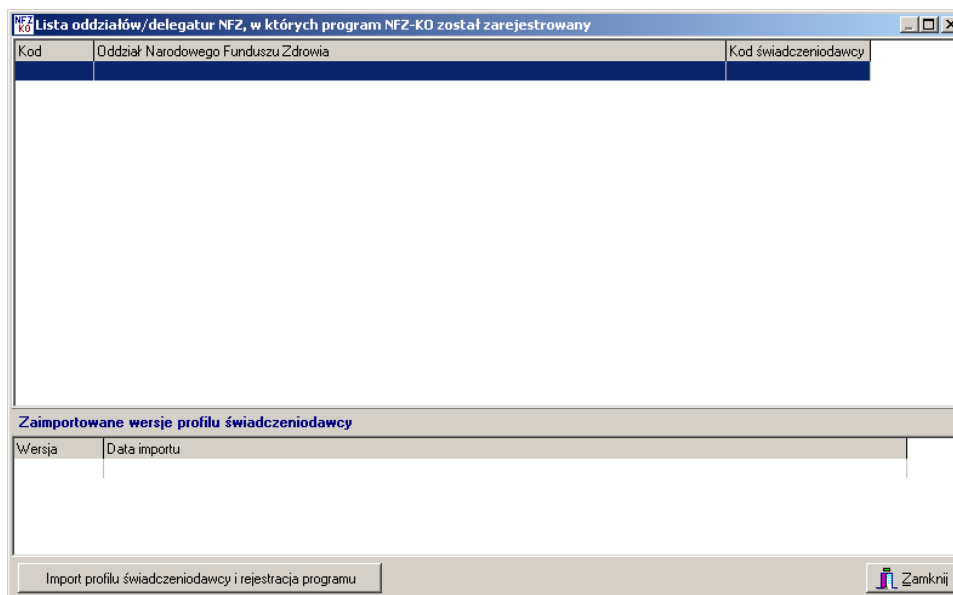 NFZ KO Lista oddziałów/delegatur NFZ, w których program NFZ-KO został zarejestrowany
Kod Oddział Narodowego Funduszu Zdrowia Kod świadczeniodawcy
Zaimportowane wersje profilu świadczeniodawcy
Wersja Data importu
Import profilu świadczeniodawcy i rejestracja programu Zamknij